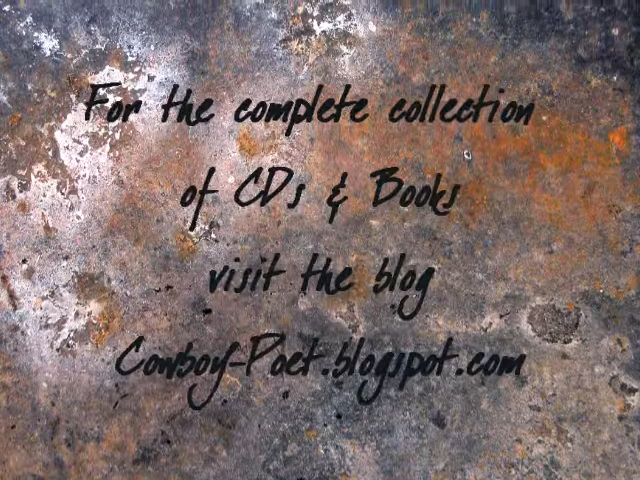 For the complete collection
of CDs & Books
visit the blog
Cowboy-Poet.blogspot.com